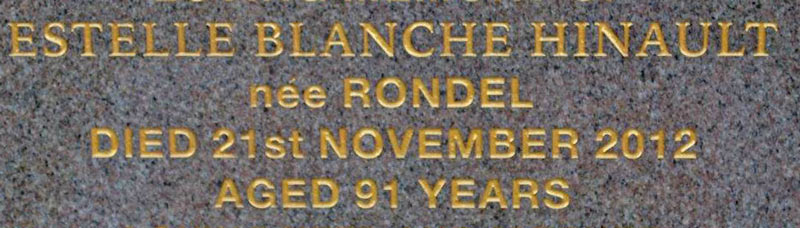 ESTELLE BLANCHE HINAULT
née RONDEL
DIED 21st NOVEMBER 2012
AGED 91 YEARS